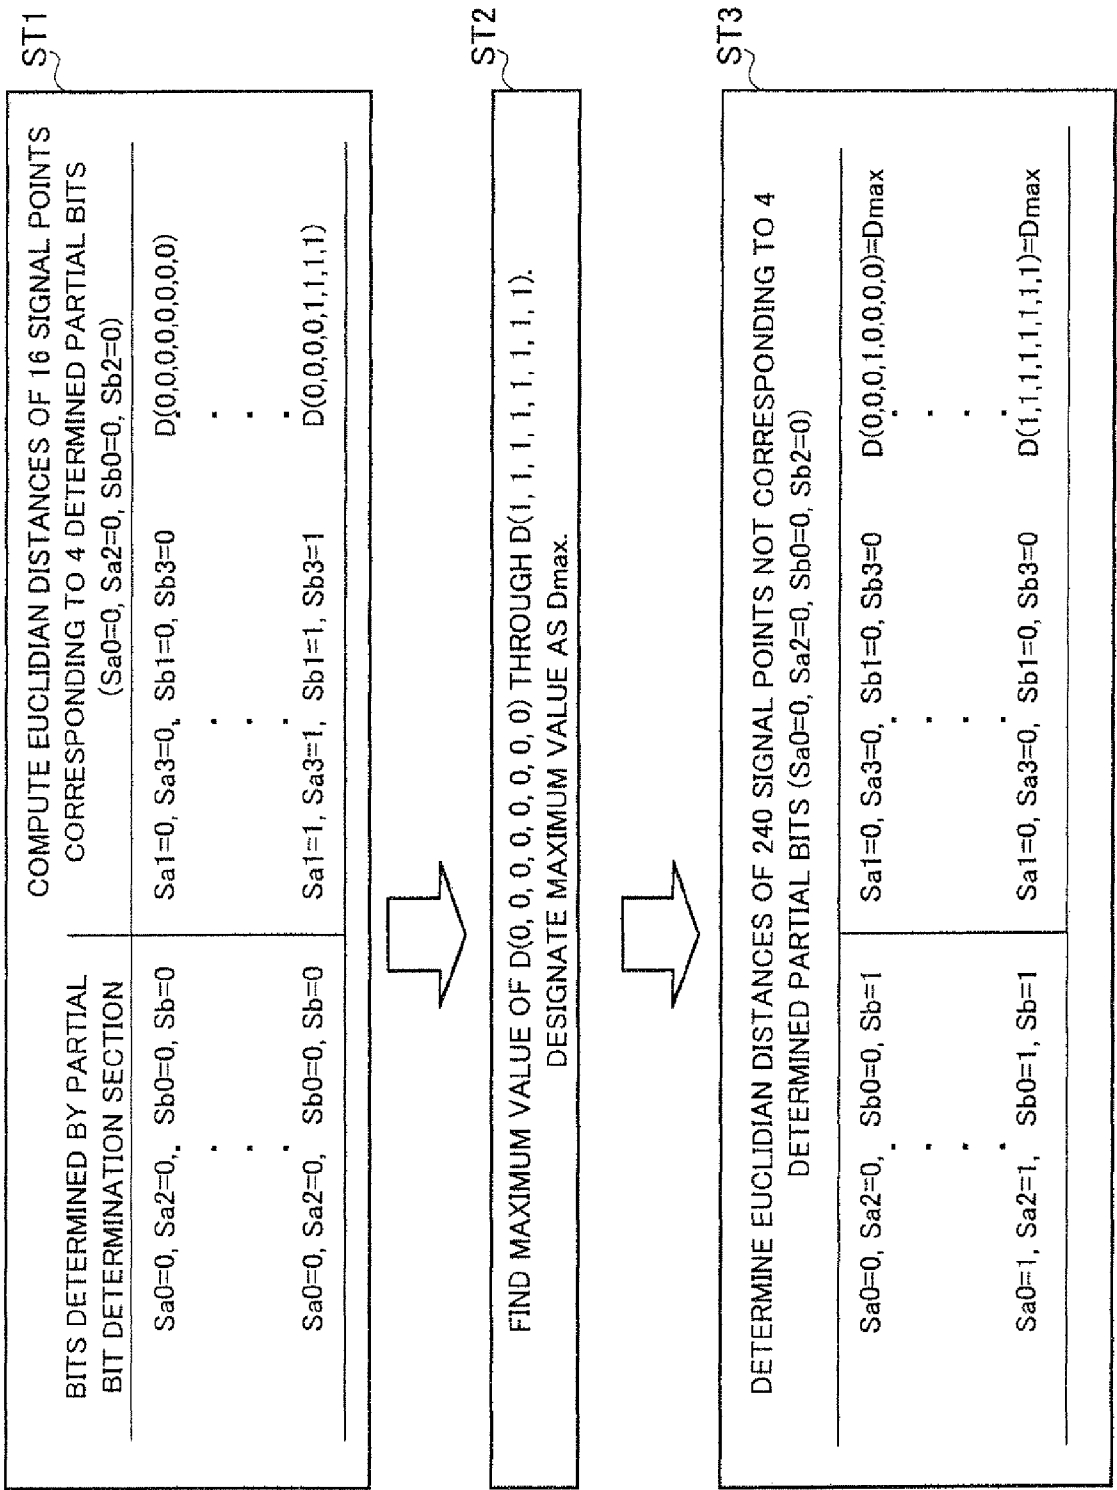 ST1
COMPUTE EUCLIDIAN DISTANCES OF 16 SIGNAL POINTS
CORRESPONDING TO 4 DETERMINED PARTIAL BITS
(Sa0=0, Sa2=0, Sb0=0, Sb2=0)
BITS DETERMINED BY PARTIAL
BIT DETERMINATION SECTION
Sa0=0, Sa2=0, Sb0=0, Sb=0 Sa1=0, Sa3=0, Sb1=0, Sb3=0 D(0,0,0,0,0,0,0,0)
Sa0=0, Sa2=0, Sb0=0, Sb=0 Sa1=1, Sa3=1, Sb1=1, Sb3=1 D(0,0,0,0,1,1,1,1)
ST2
FIND MAXIMUM VALUE OF D(0, 0, 0, 0, 0, 0, 0, 0) THROUGH D(1, 1, 1, 1, 1, 1, 1, 1).
DESIGNATE MAXIMUM VALUE AS Dmax.
ST3
DETERMINE EUCLIDIAN DISTANCES OF 240 SIGNAL POINTS NOT CORRESPONDING TO 4
DETERMINED PARTIAL BITS (Sa0=0, Sa2=0, Sb0=0, Sb2=0)
Sa0=0, Sa2=0, Sb0=0, Sb=1 Sa1=0, Sa3=0, Sb1=0, Sb3=0 D(0,0,0,1,0,0,0,0)=Dmax
Sa0=1, Sa2=1, Sb0=1, Sb=1 Sa1=0, Sa3=0, Sb1=0, Sb3=0 D(1,1,1,1,1,1,1,1)=Dmax